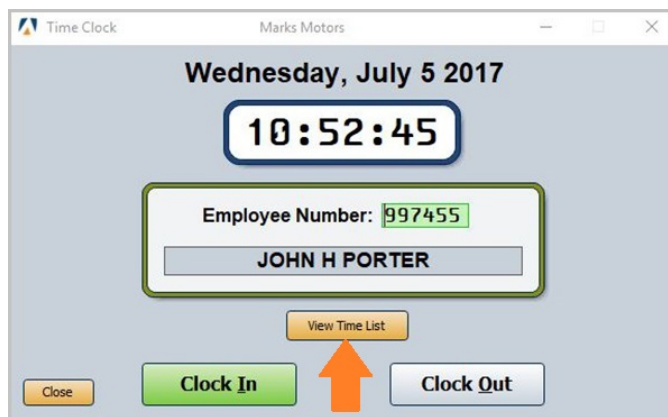 Time Clock Marks Motors
Wednesday, July 5 2017
10:52:45
Employee Number: 997455
JOHN H PORTER
View Time List
Close Clock In Clock Out